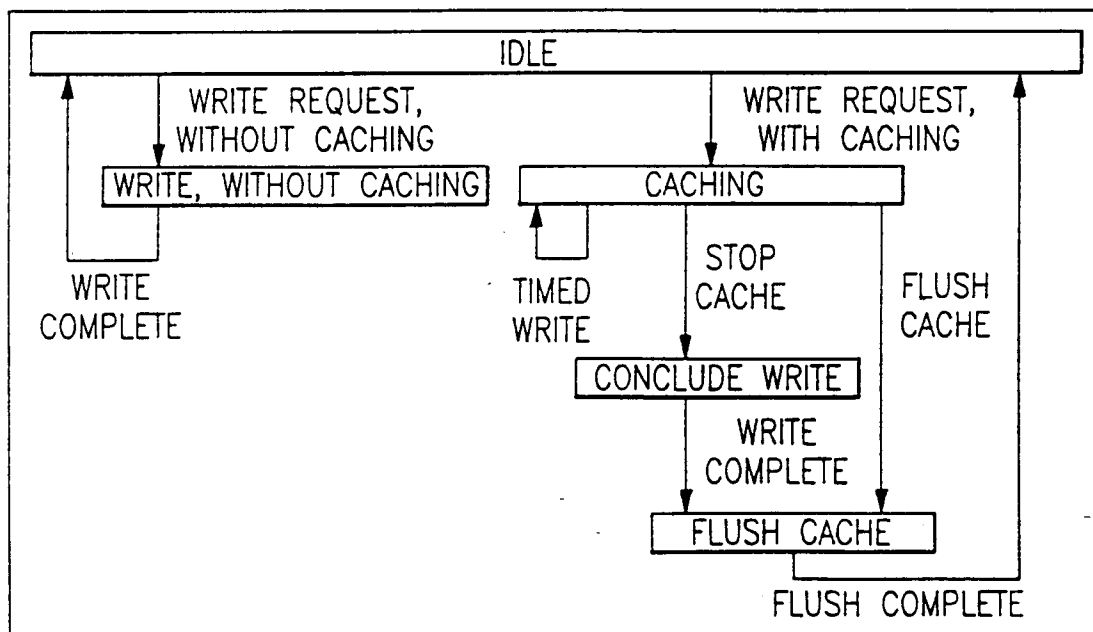 IDLE
WRITE REQUEST,
WITHOUT CACHING
WRITE REQUEST,
WITH CACHING
WRITE, WITHOUT CACHING
CACHING
WRITE
COMPLETE
TIMED
WRITE
STOP
CACHE
FLUSH
CACHE
CONCLUDE WRITE
WRITE
COMPLETE
FLUSH CACHE
FLUSH COMPLETE